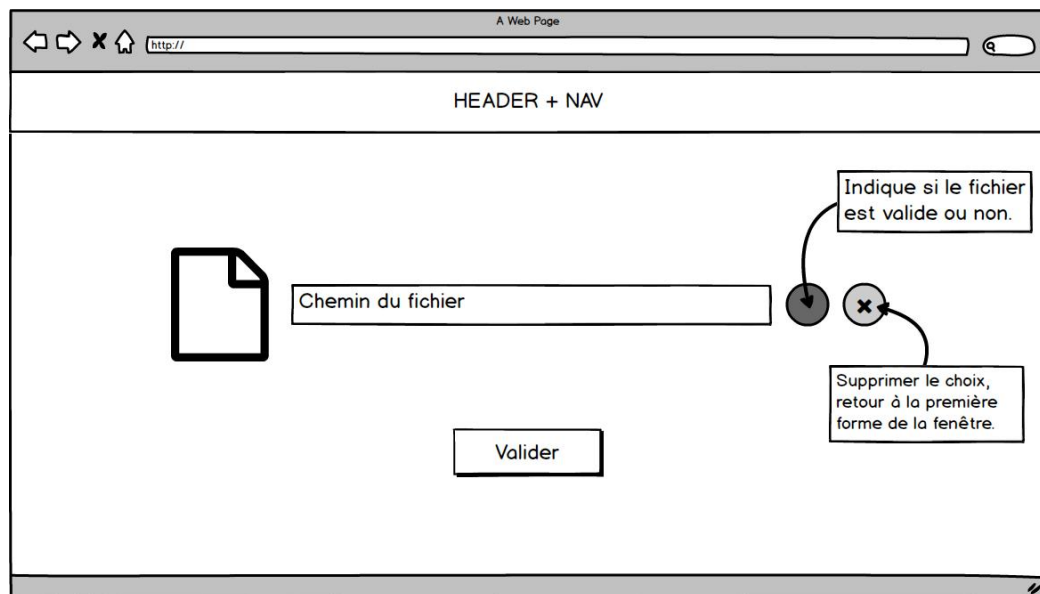 A Web Page
http://
HEADER + NAV
Indique si le fichier
est valide ou non.
Chemin du fichier
Supprimer le choix,
retour à la première
forme de la fenêtre.
Valider